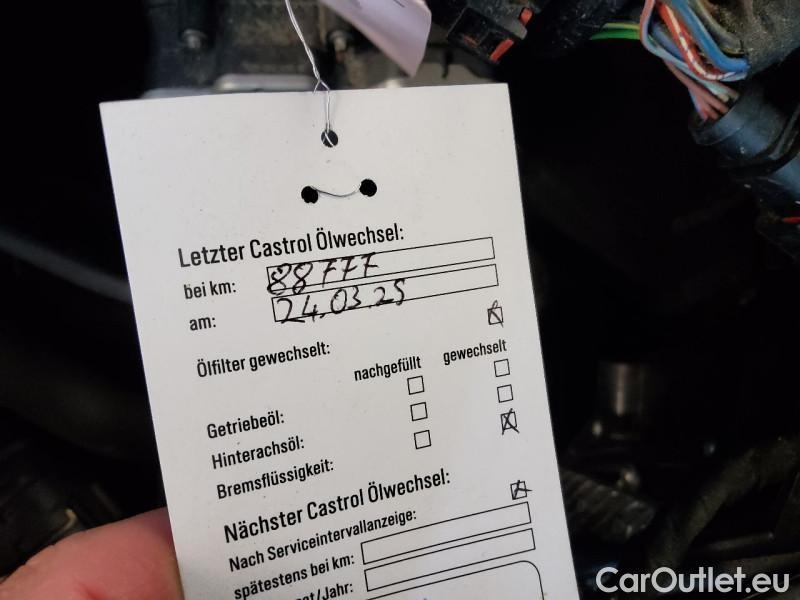 Letzter Castrol Ölwechsel:
bei km: 88777
am: 24.03.25
Ölfilter gewechselt:
nachgefüllt gewechselt
Getriebeöl:
Hinterachsöl:
Bremsflüssigkeit:
Nächster Castrol Ölwechsel:
Nach Serviceintervallanzeige:
spätestens bei km:
/Jahr:
CarOutlet.eu